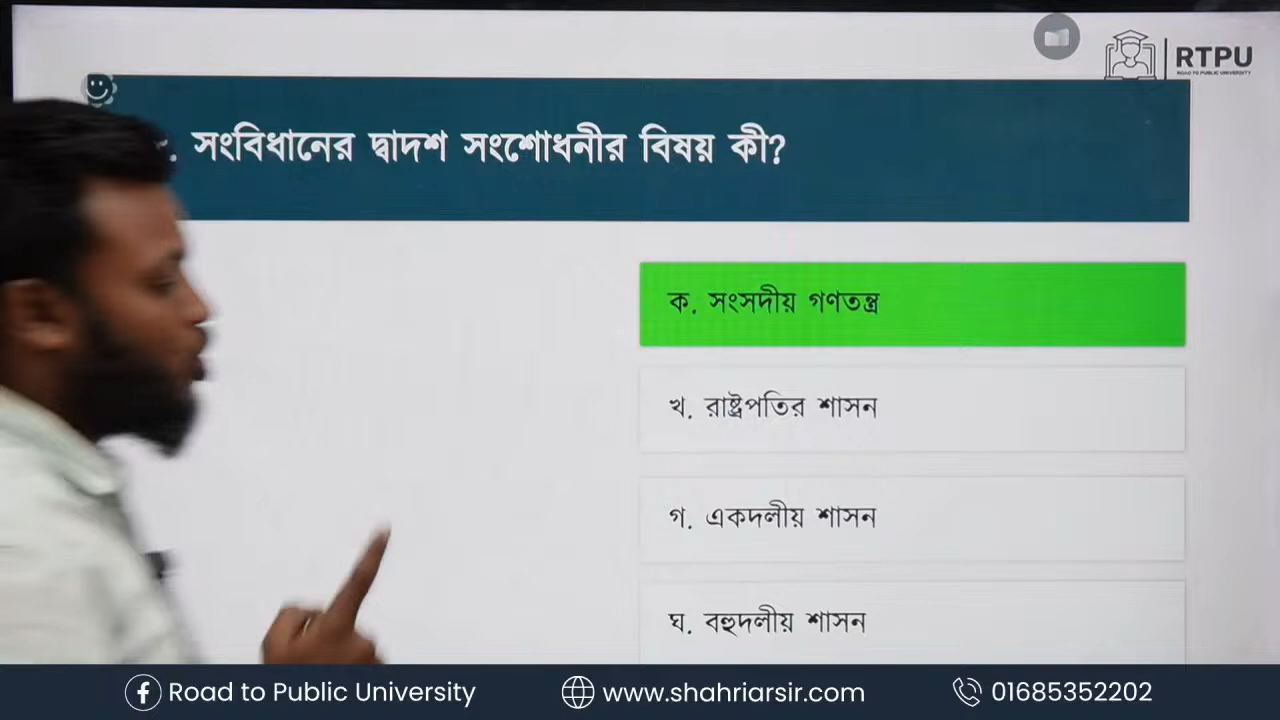 RTPU
ROAD TO PUBLIC UNIVERSITY
সংবিধানের দ্বাদশ সংশোধনীর বিষয় কী?
ক. সংসদীয় গণতন্ত্র
খ. রাষ্ট্রপতির শাসন
গ. একদলীয় শাসন
ঘ. বহুদলীয় শাসন
Road to Public University
www.shahriarsir.com
01685352202